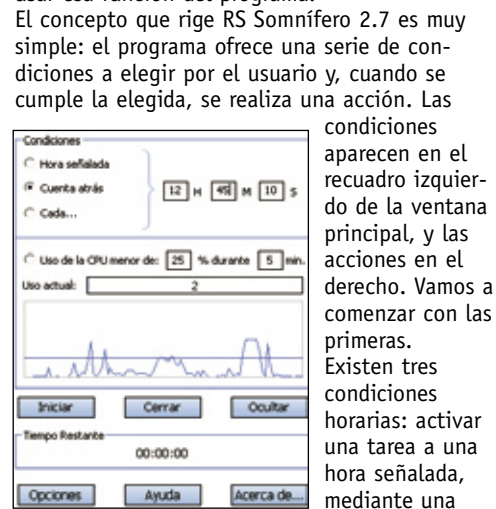 El concepto que rige RS Somnífero 2.7 es muy
simple: el programa ofrece una serie de con-
diciones a elegir por el usuario y, cuando se
cumple la elegida, se realiza una acción. Las
condiciones
aparecen en el
recuadro izquier-
do de la ventana
principal, y las
acciones en el
derecho. Vamos a
comenzar con las
primeras.
Existen tres
condiciones
horarias: activar
una tarea a una
hora señalada,
mediante una
Condiciones
Hora señalada
Cuenta atrás
12 H 45 M 10 S
Cada...
Uso de la CPU menor de: 25 % durante 5 min.
Uso actual: 2
Iniciar Cerrar Ocultar
Tiempo Restante
00:00:00
Opciones Ayuda Acerca de...